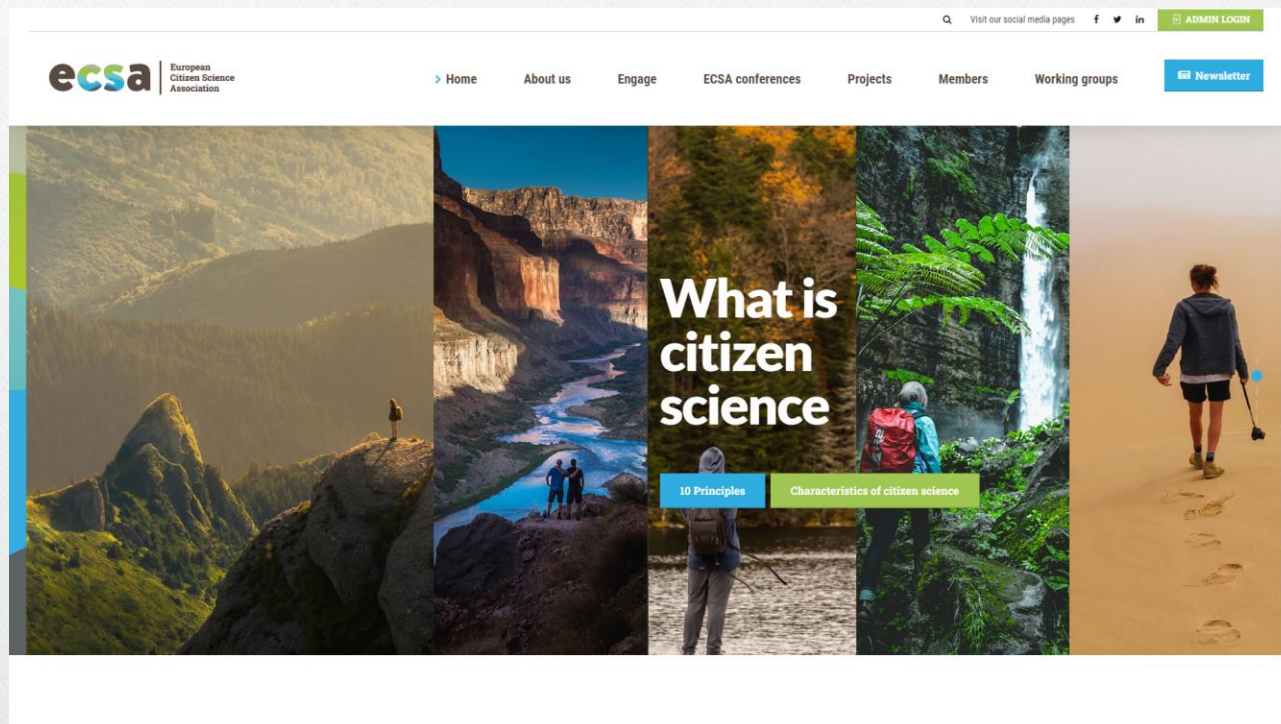 Visit our social media pages
ADMIN LOGIN
ecsa
European
Citizen Science
Association
Home
About us
Engage
ECSA conferences
Projects
Members
Working groups
Newsletter
What is
citizen
science
10 Principles
Characteristics of citizen science